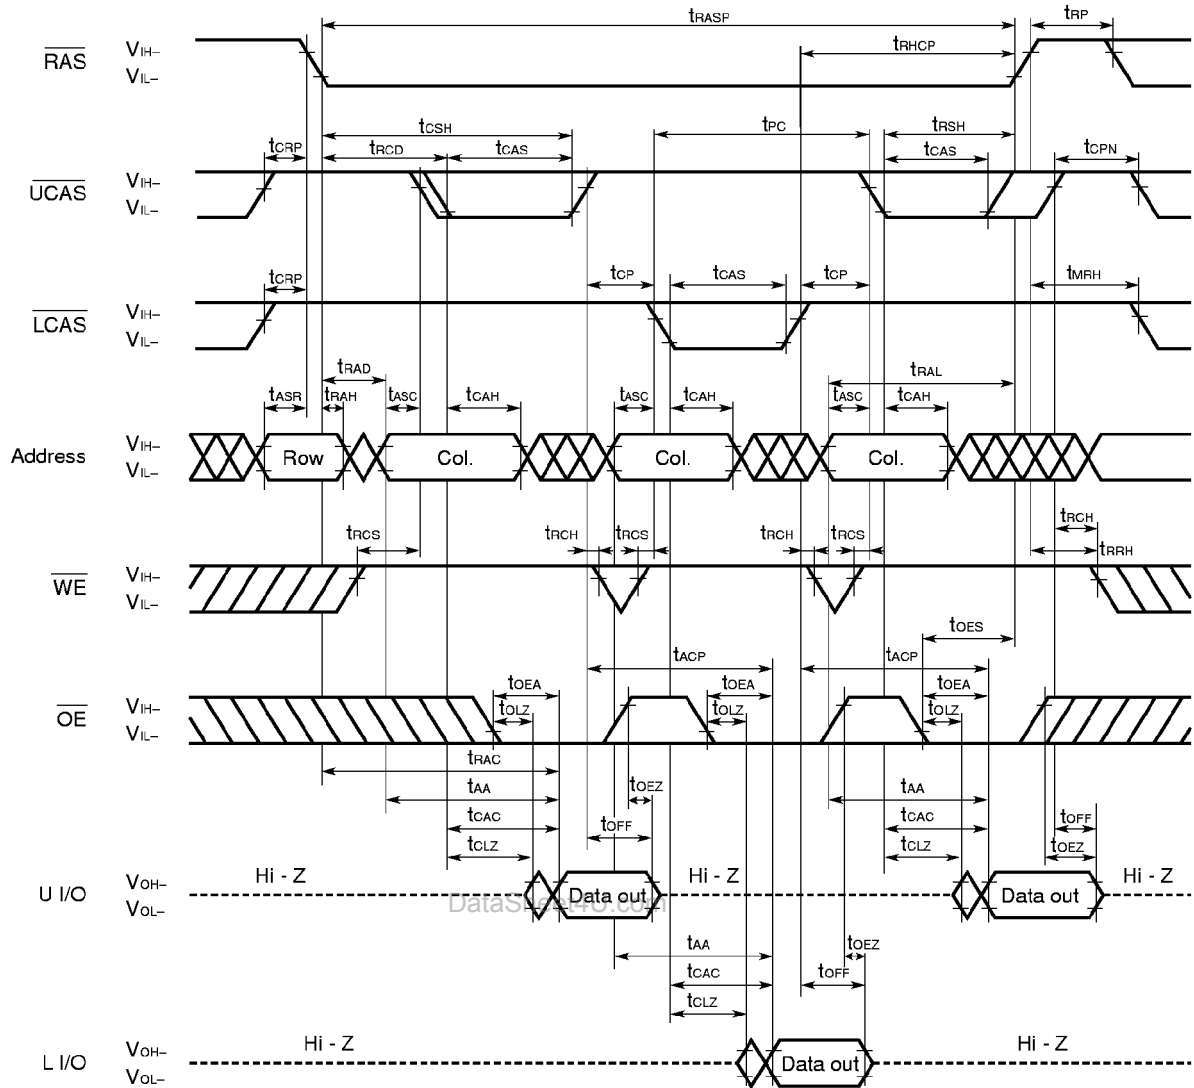 tRASP tRP
tRHCP
RAS VIH–
VIL–
tCSH tPC tRSH
tCRP tRCD tCAS tCAS tCPN
UCAS VIH–
VIL–
tCRP tCP tCAS tCP tMRH
LCAS VIH–
VIL–
tRAD tRAL
tASR tRAH tASC tCAH tASC tCAH tASC tCAH
Address VIH–
VIL–
Row Col. Col. Col.
tRCS tRCH tRCS tRCH tRCS tRCH
tRRH
WE VIH–
VIL–
tOES
tACP tACP
tOEA tOEA tOEA
tOLZ tOLZ tOLZ
OE VIH–
VIL–
tRAC
tAA tOEZ tAA
tCAC tOFF tCAC tOFF
tCLZ tCLZ tOEZ
Hi - Z Hi - Z Hi - Z
U I/O VOH–
VOL–
Data out Data out
DataSheet4U.com
tAA tOEZ
tCAC tOFF
tCLZ
Hi - Z Hi - Z
L I/O VOH–
VOL–
Data out